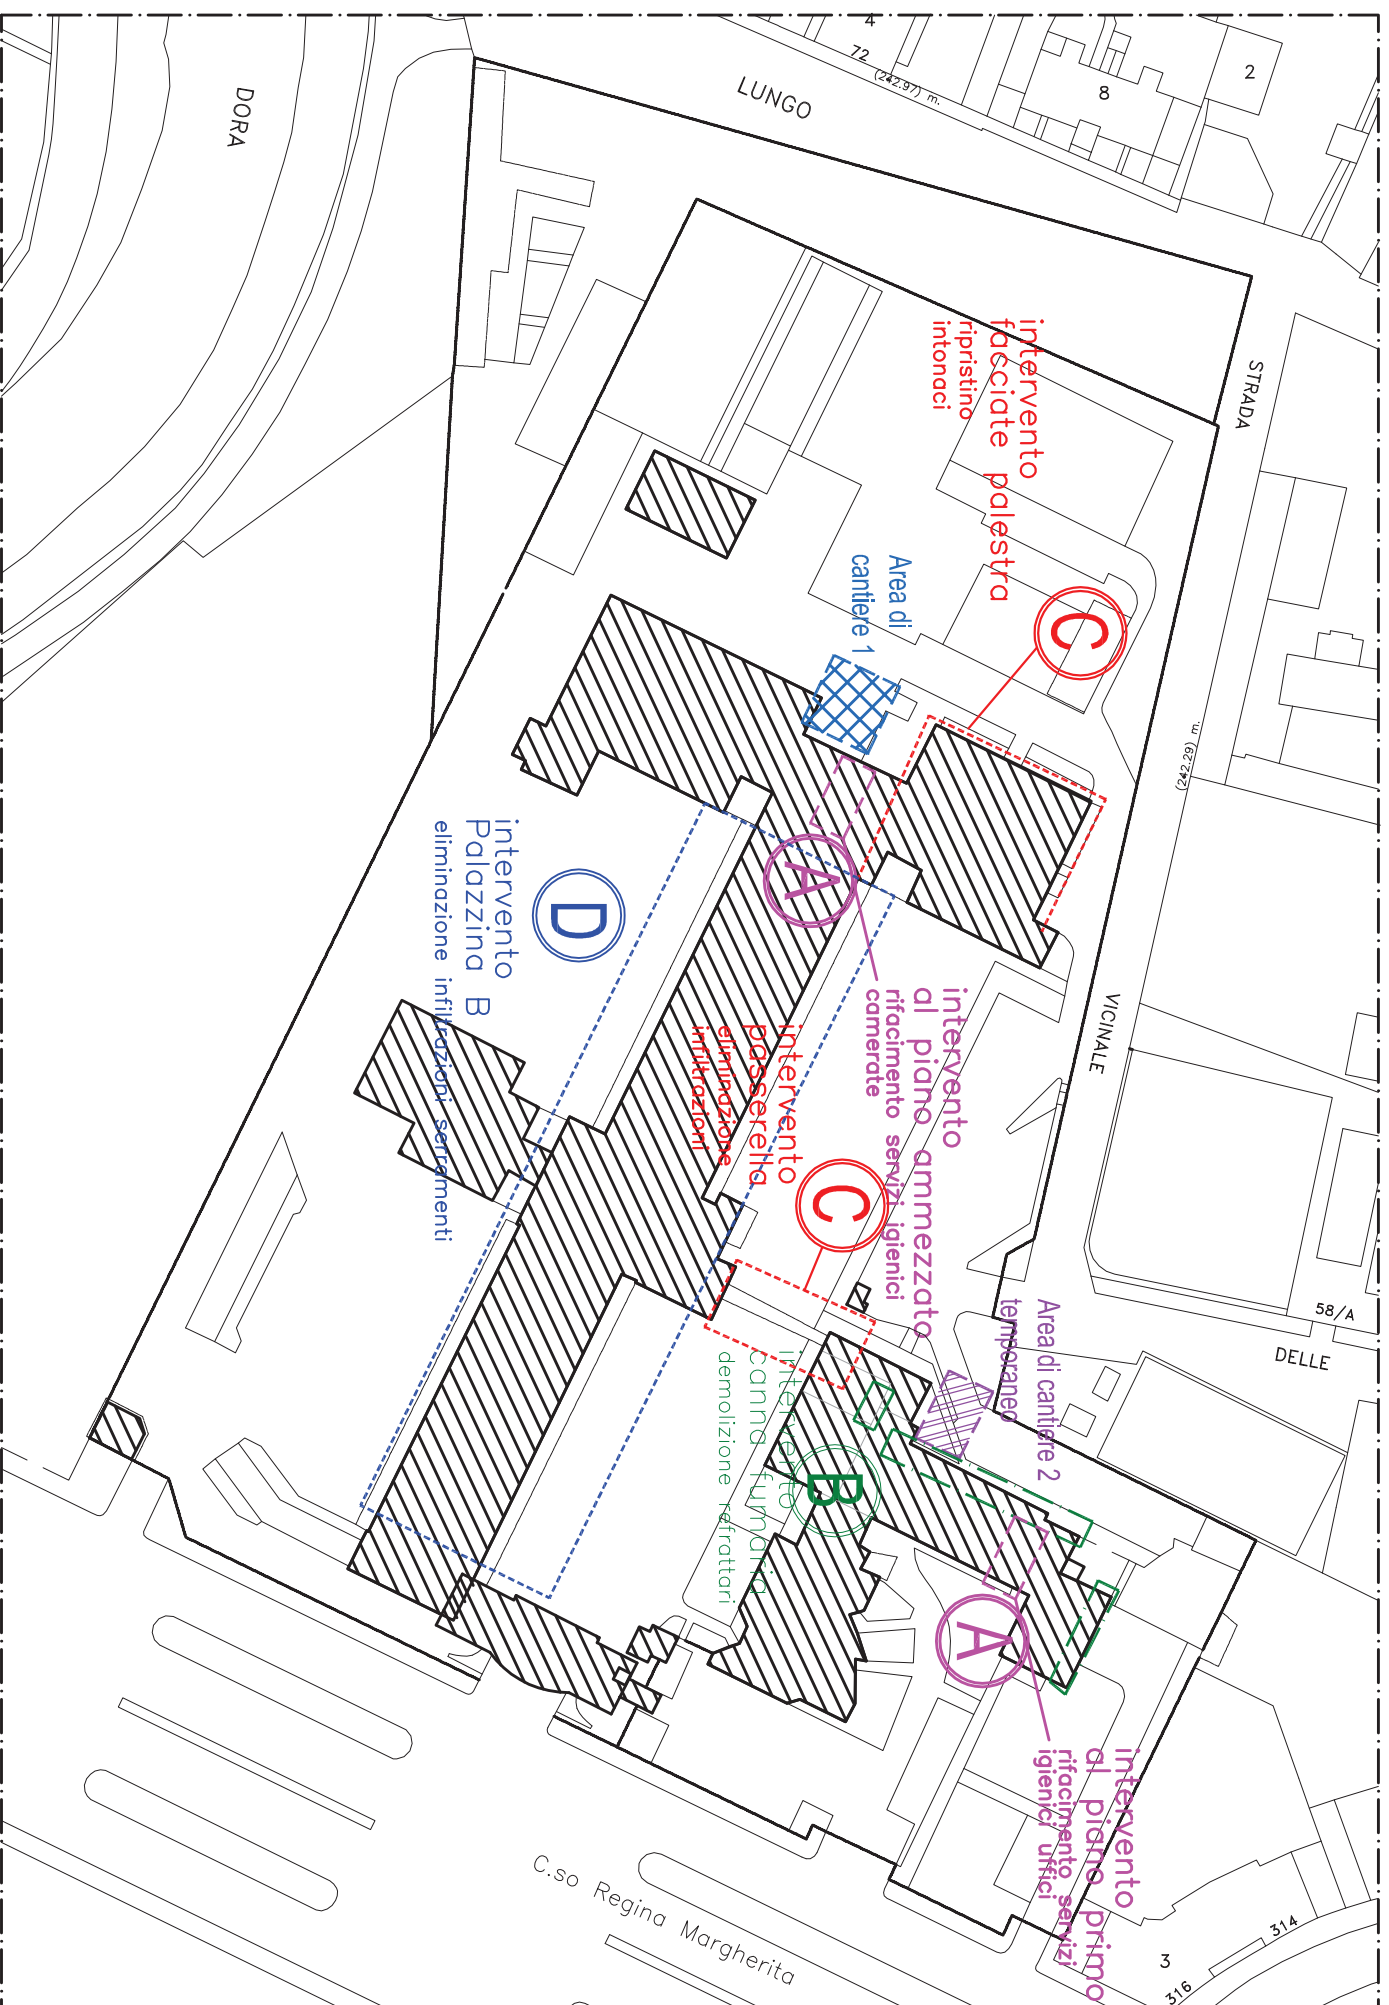 4
72
(242.97) m.
8
2
LUNGO
DORA
STRADA
intervento
facciate palestra
ripristino
intonaci
C
Area di
cantiere 1
(242.29) m.
VICINALE
A
intervento
al piano ammezzato
rifacimento servizi igienici
camerate
D
intervento
Palazzina B
eliminazione infiltrazioni serramenti
intervento
passerella
eliminazione
infiltrazioni
C
58/A
DELLE
Area di cantiere 2
temporaneo
intervento
canna fumaria
demolizione refrattari
B
A
intervento
al piano primo
rifacimento servizi
igienici uffici
C.so Regina Margherita
314
3
316